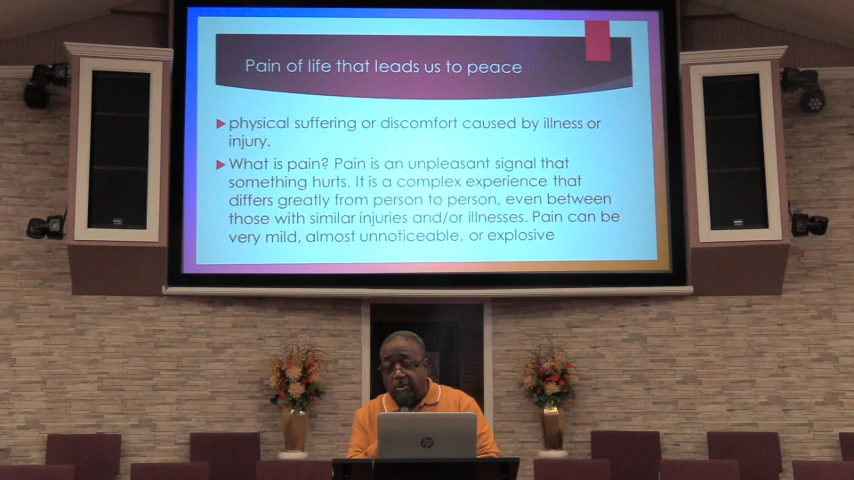 Pain of life that leads us to peace
physical suffering or discomfort caused by illness or
injury.
What is pain? Pain is an unpleasant signal that
something hurts. It is a complex experience that
differs greatly from person to person, even between
those with similar injuries and/or illnesses. Pain can be
very mild, almost unnoticeable, or explosive
hp